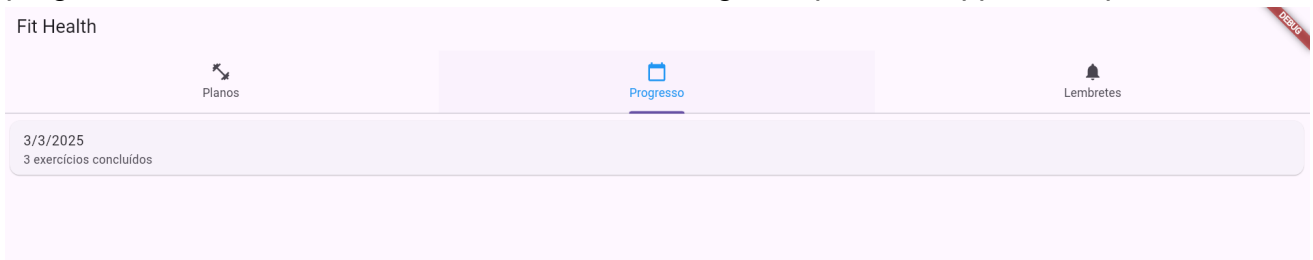 Fit Health
DEBUG
Planos
Progresso
Lembretes
3/3/2025
3 exercícios concluídos